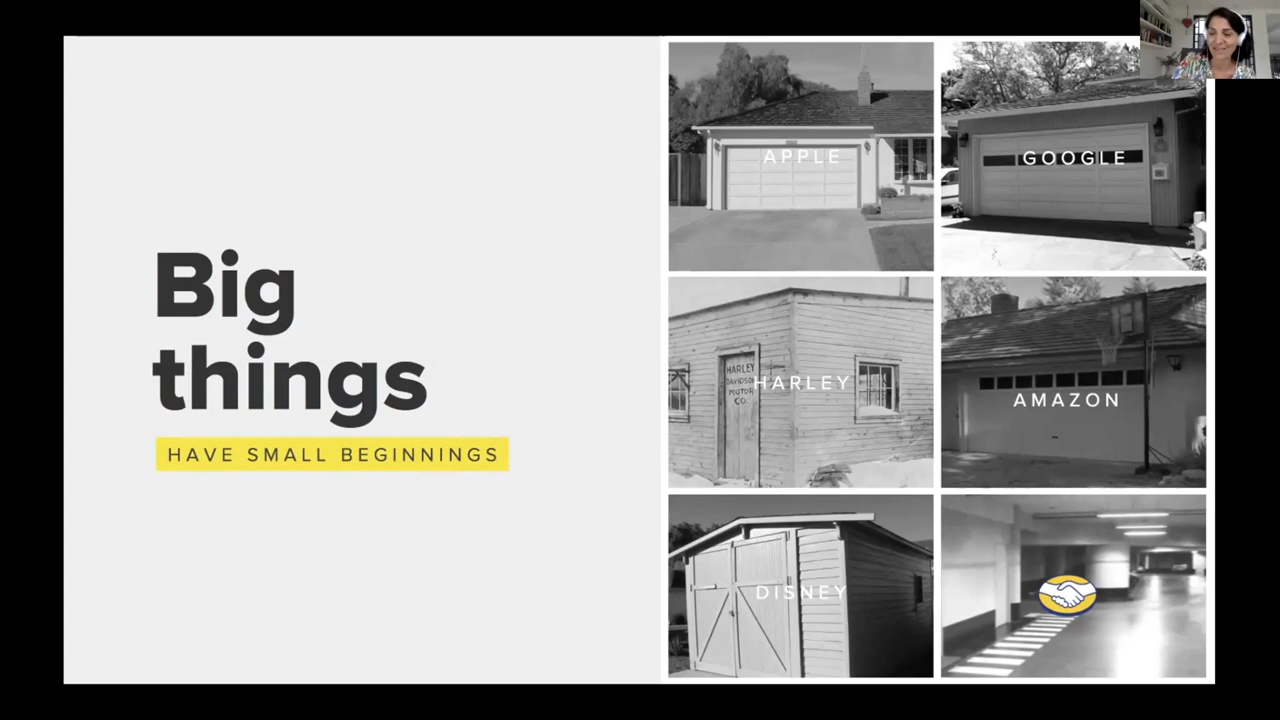 Big
things
HAVE SMALL BEGINNINGS
APPLE
GOOGLE
HARLEY
DAVIDSON
MOTOR
CO.
HARLEY
AMAZON
DISNEY